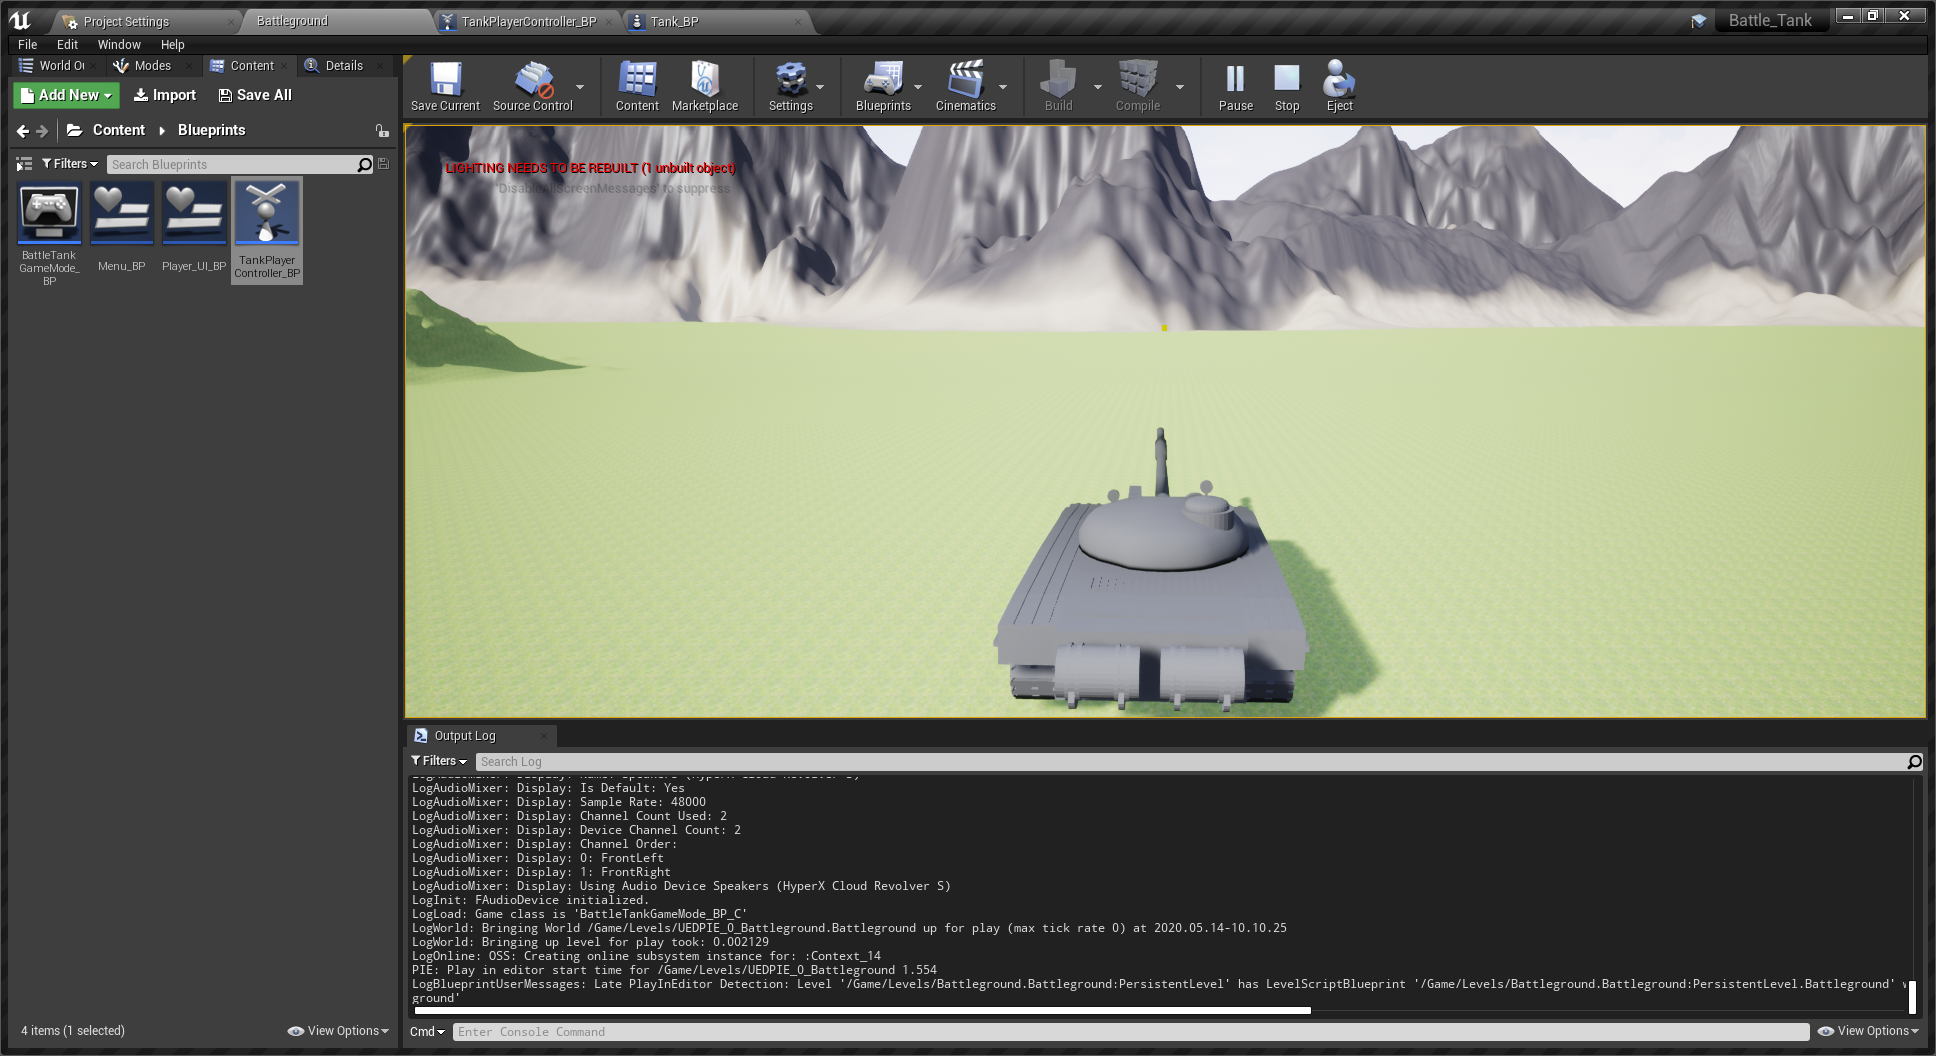 Project Settings
Battleground
TankPlayerController_BP
Tank_BP
Battle_Tank
File Edit Window Help
World O
Modes
Content
Details
Add New
Import
Save All
Content
Blueprints
Filters
Search Blueprints
BattleTank
GameMode_
BP
Menu_BP
Player_UI_BP
TankPlayer
Controller_BP
4 items (1 selected)
View Options
Save Current
Source Control
Content
Marketplace
Settings
Blueprints
Cinematics
Build
Compile
Pause
Stop
Eject
LIGHTING NEEDS TO BE REBUILT (1 unbuilt object)
'DisableAllScreenMessages' to suppress
Output Log
Filters
Search Log
LogAudioMixer: Display: Name: Speakers (HyperX Cloud Revolver S)
LogAudioMixer: Display: Is Default: Yes
LogAudioMixer: Display: Sample Rate: 48000
LogAudioMixer: Display: Channel Count Used: 2
LogAudioMixer: Display: Device Channel Count: 2
LogAudioMixer: Display: Channel Order:
LogAudioMixer: Display: 0: FrontLeft
LogAudioMixer: Display: 1: FrontRight
LogAudioMixer: Display: Using Audio Device Speakers (HyperX Cloud Revolver S)
LogInit: FAudioDevice initialized.
LogLoad: Game class is 'BattleTankGameMode_BP_C'
LogWorld: Bringing World /Game/Levels/UEDPIE_0_Battleground.Battleground up for play (max tick rate 0) at 2020.05.14-10.10.25
LogWorld: Bringing up level for play took: 0.002129
LogOnline: OSS: Creating online subsystem instance for: :Context_14
PIE: Play in editor start time for /Game/Levels/UEDPIE_0_Battleground 1.554
LogBlueprintUserMessages: Late PlayInEditor Detection: Level '/Game/Levels/Battleground.Battleground:PersistentLevel' has LevelScriptBlueprint '/Game/Levels/Battleground.Battleground:PersistentLevel.Battleground'
ground'
Cmd
Enter Console Command
View Options